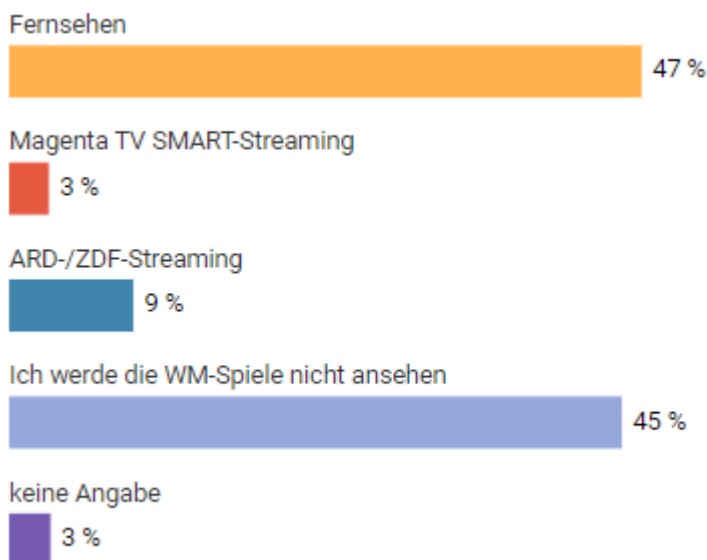 Fernsehen
47 %
Magenta TV SMART-Streaming
3 %
ARD-/ZDF-Streaming
9 %
Ich werde die WM-Spiele nicht ansehen
45 %
keine Angabe
3 %